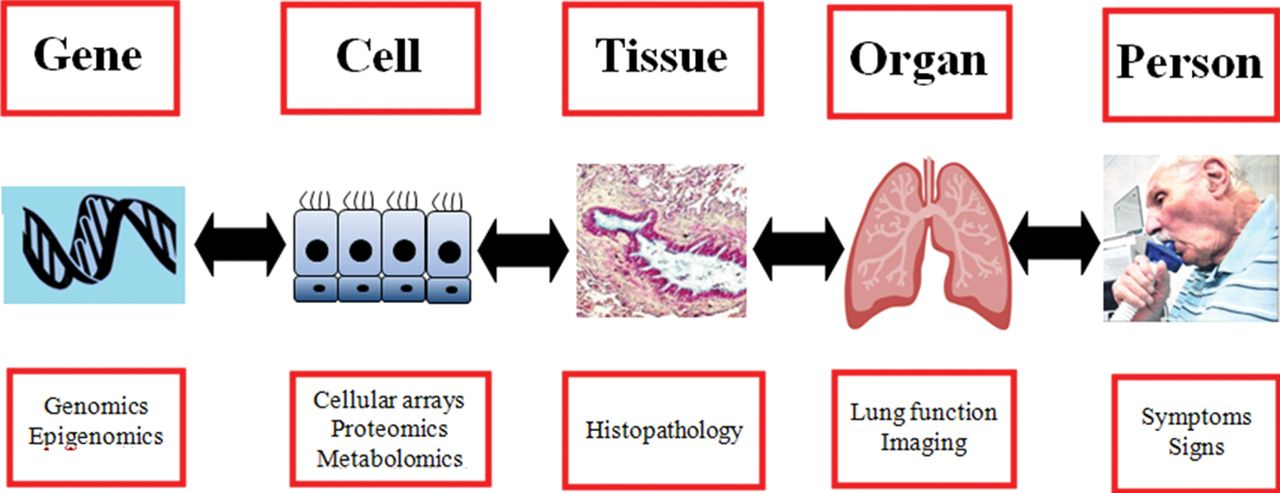 Gene
Cell
Tissue
Organ
Person
Genomics
Epigenomics
Cellular arrays
Proteomics
Metabolomics
Histopathology
Lung function
Imaging
Symptoms
Signs